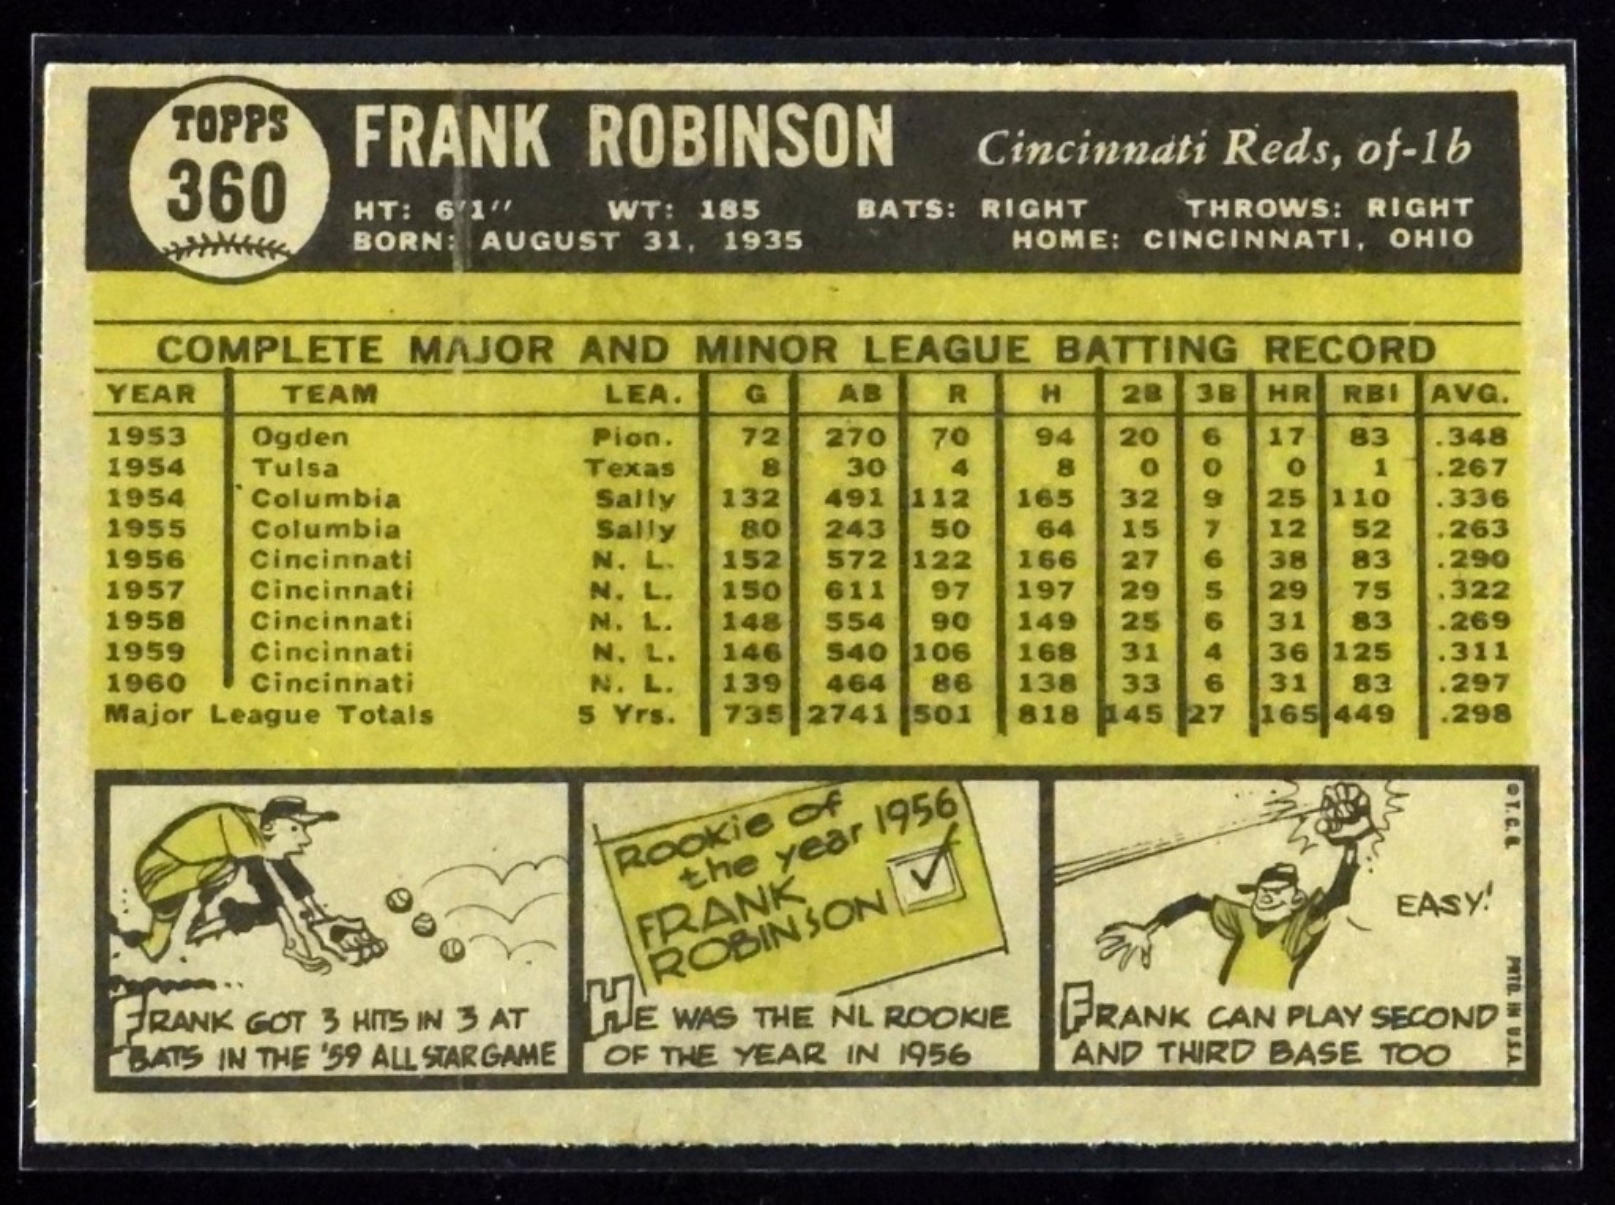 TOPPS
360
FRANK ROBINSON
Cincinnati Reds, of-1b
HT: 6'1" WT: 185 BATS: RIGHT THROWS: RIGHT
BORN: AUGUST 31, 1935 HOME: CINCINNATI, OHIO
COMPLETE MAJOR AND MINOR LEAGUE BATTING RECORD
YEAR TEAM LEA. G AB R H 2B 3B HR RBI AVG.
1953 Ogden Pion. 72 270 70 94 20 6 17 83 .348
1954 Tulsa Texas 8 30 4 8 0 0 0 1 .267
1954 Columbia Sally 132 491 112 165 32 9 25 110 .336
1955 Columbia Sally 80 243 50 64 15 7 12 52 .263
1956 Cincinnati N. L. 152 572 122 166 27 6 38 83 .290
1957 Cincinnati N. L. 150 611 97 197 29 5 29 75 .322
1958 Cincinnati N. L. 148 554 90 149 25 6 31 83 .269
1959 Cincinnati N. L. 146 540 106 168 31 4 36 125 .311
1960 Cincinnati N. L. 139 464 86 138 33 6 31 83 .297
Major League Totals 5 Yrs. 735 2741 501 818 145 27 165 449 .298
FRANK GOT 3 HITS IN 3 AT
BATS IN THE '59 ALL STAR GAME
Rookie of
the year 1956
FRANK
ROBINSON
HE WAS THE NL ROOKIE
OF THE YEAR IN 1956
EASY!
FRANK CAN PLAY SECOND
AND THIRD BASE TOO
© T. C. G.
PRTD. IN U.S.A.